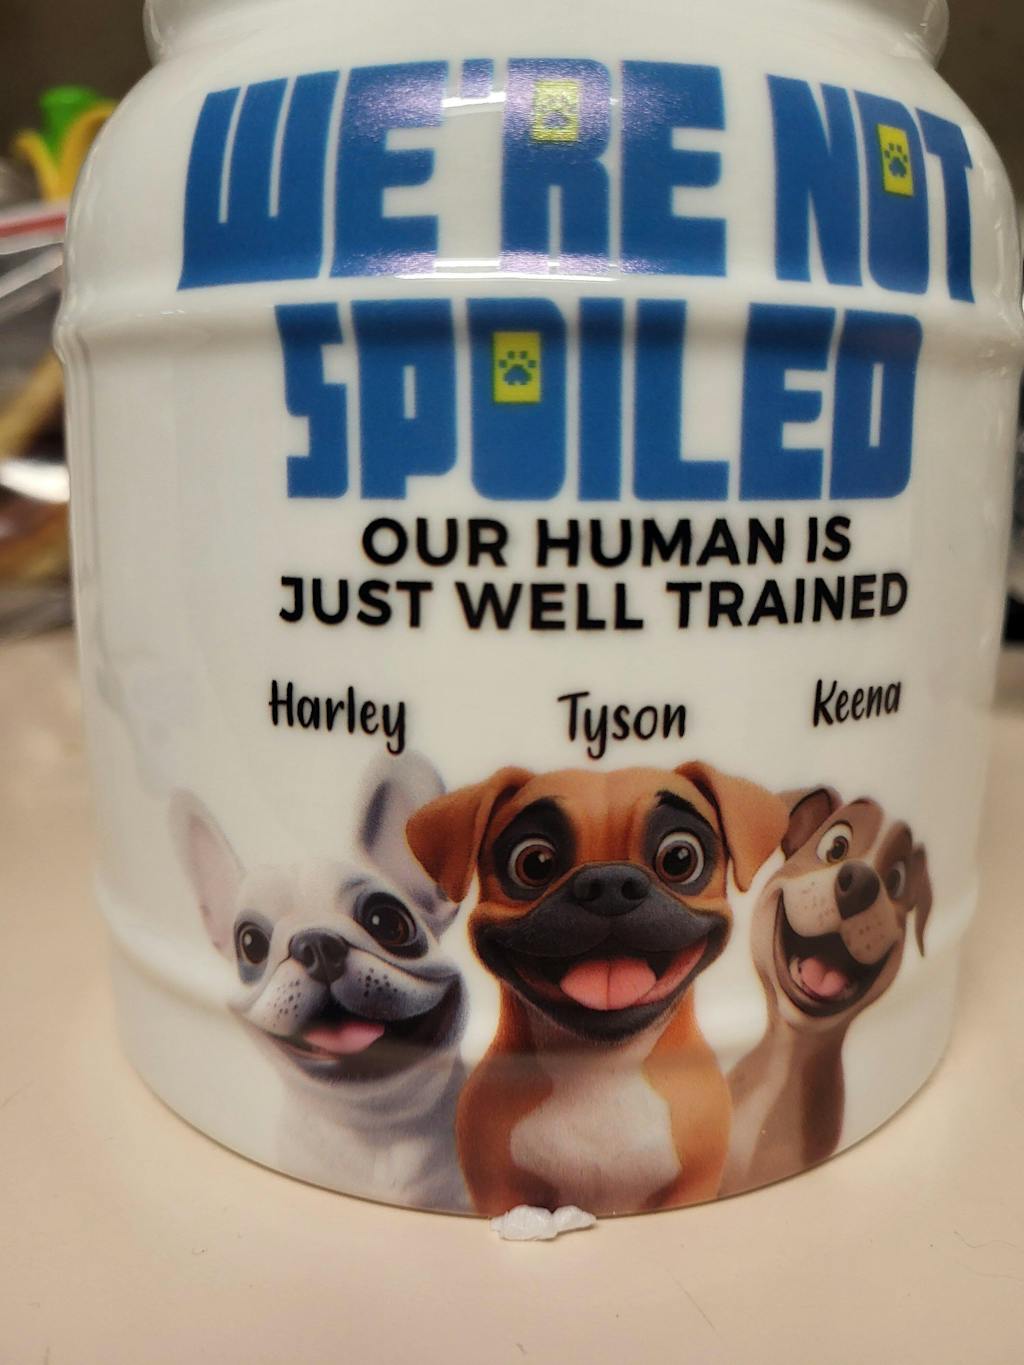 WE'RE NOT
SPOILED
OUR HUMAN IS
JUST WELL TRAINED
Harley Tyson Keena